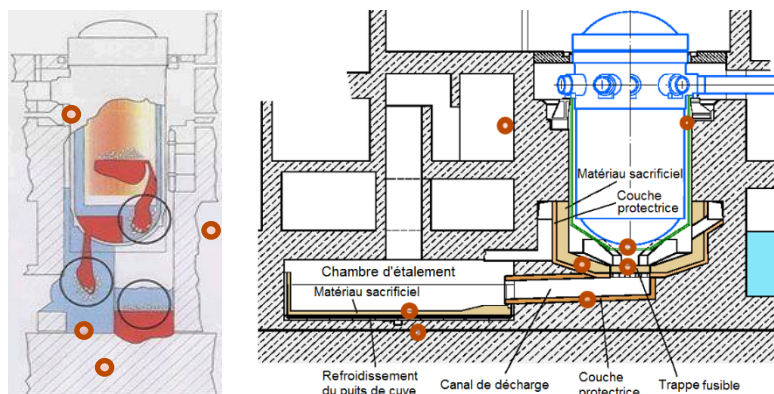 Matériau sacrificiel
Couche
protectrice
Chambre d'étalement
Matériau sacrificiel
Refroidissement
du puits de cuve
Canal de décharge
Couche
protectrice
Trappe fusible